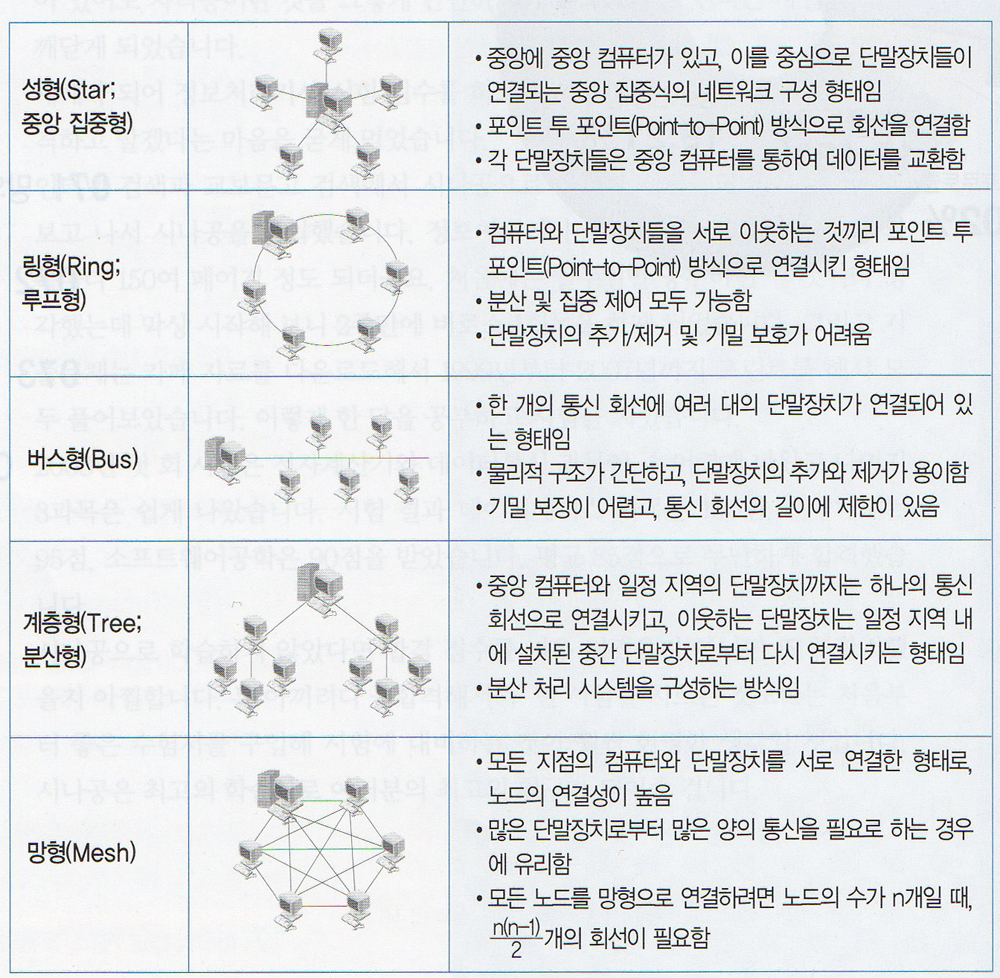 성형(Star;
중앙 집중형)
• 중앙에 중앙 컴퓨터가 있고, 이를 중심으로 단말장치들이
연결되는 중앙 집중식의 네트워크 구성 형태임
• 포인트 투 포인트(Point-to-Point) 방식으로 회선을 연결함
• 각 단말장치들은 중앙 컴퓨터를 통하여 데이터를 교환함
링형(Ring;
루프형)
• 컴퓨터와 단말장치들을 서로 이웃하는 것끼리 포인트 투
포인트(Point-to-Point) 방식으로 연결시킨 형태임
• 분산 및 집중 제어 모두 가능함
• 단말장치의 추가/제거 및 기밀 보호가 어려움
버스형(Bus)
• 한 개의 통신 회선에 여러 대의 단말장치가 연결되어 있
는 형태임
• 물리적 구조가 간단하고, 단말장치의 추가와 제거가 용이함
• 기밀 보장이 어렵고, 통신 회선의 길이에 제한이 있음
계층형(Tree;
분산형)
• 중앙 컴퓨터와 일정 지역의 단말장치까지는 하나의 통신
회선으로 연결시키고, 이웃하는 단말장치는 일정 지역 내
에 설치된 중간 단말장치로부터 다시 연결시키는 형태임
• 분산 처리 시스템을 구성하는 방식임
망형(Mesh)
• 모든 지점의 컴퓨터와 단말장치를 서로 연결한 형태로,
노드의 연결성이 높음
• 많은 단말장치로부터 많은 양의 통신을 필요로 하는 경우
에 유리함
• 모든 노드를 망형으로 연결하려면 노드의 수가 n개일 때,
n(n-1)/2개의 회선이 필요함